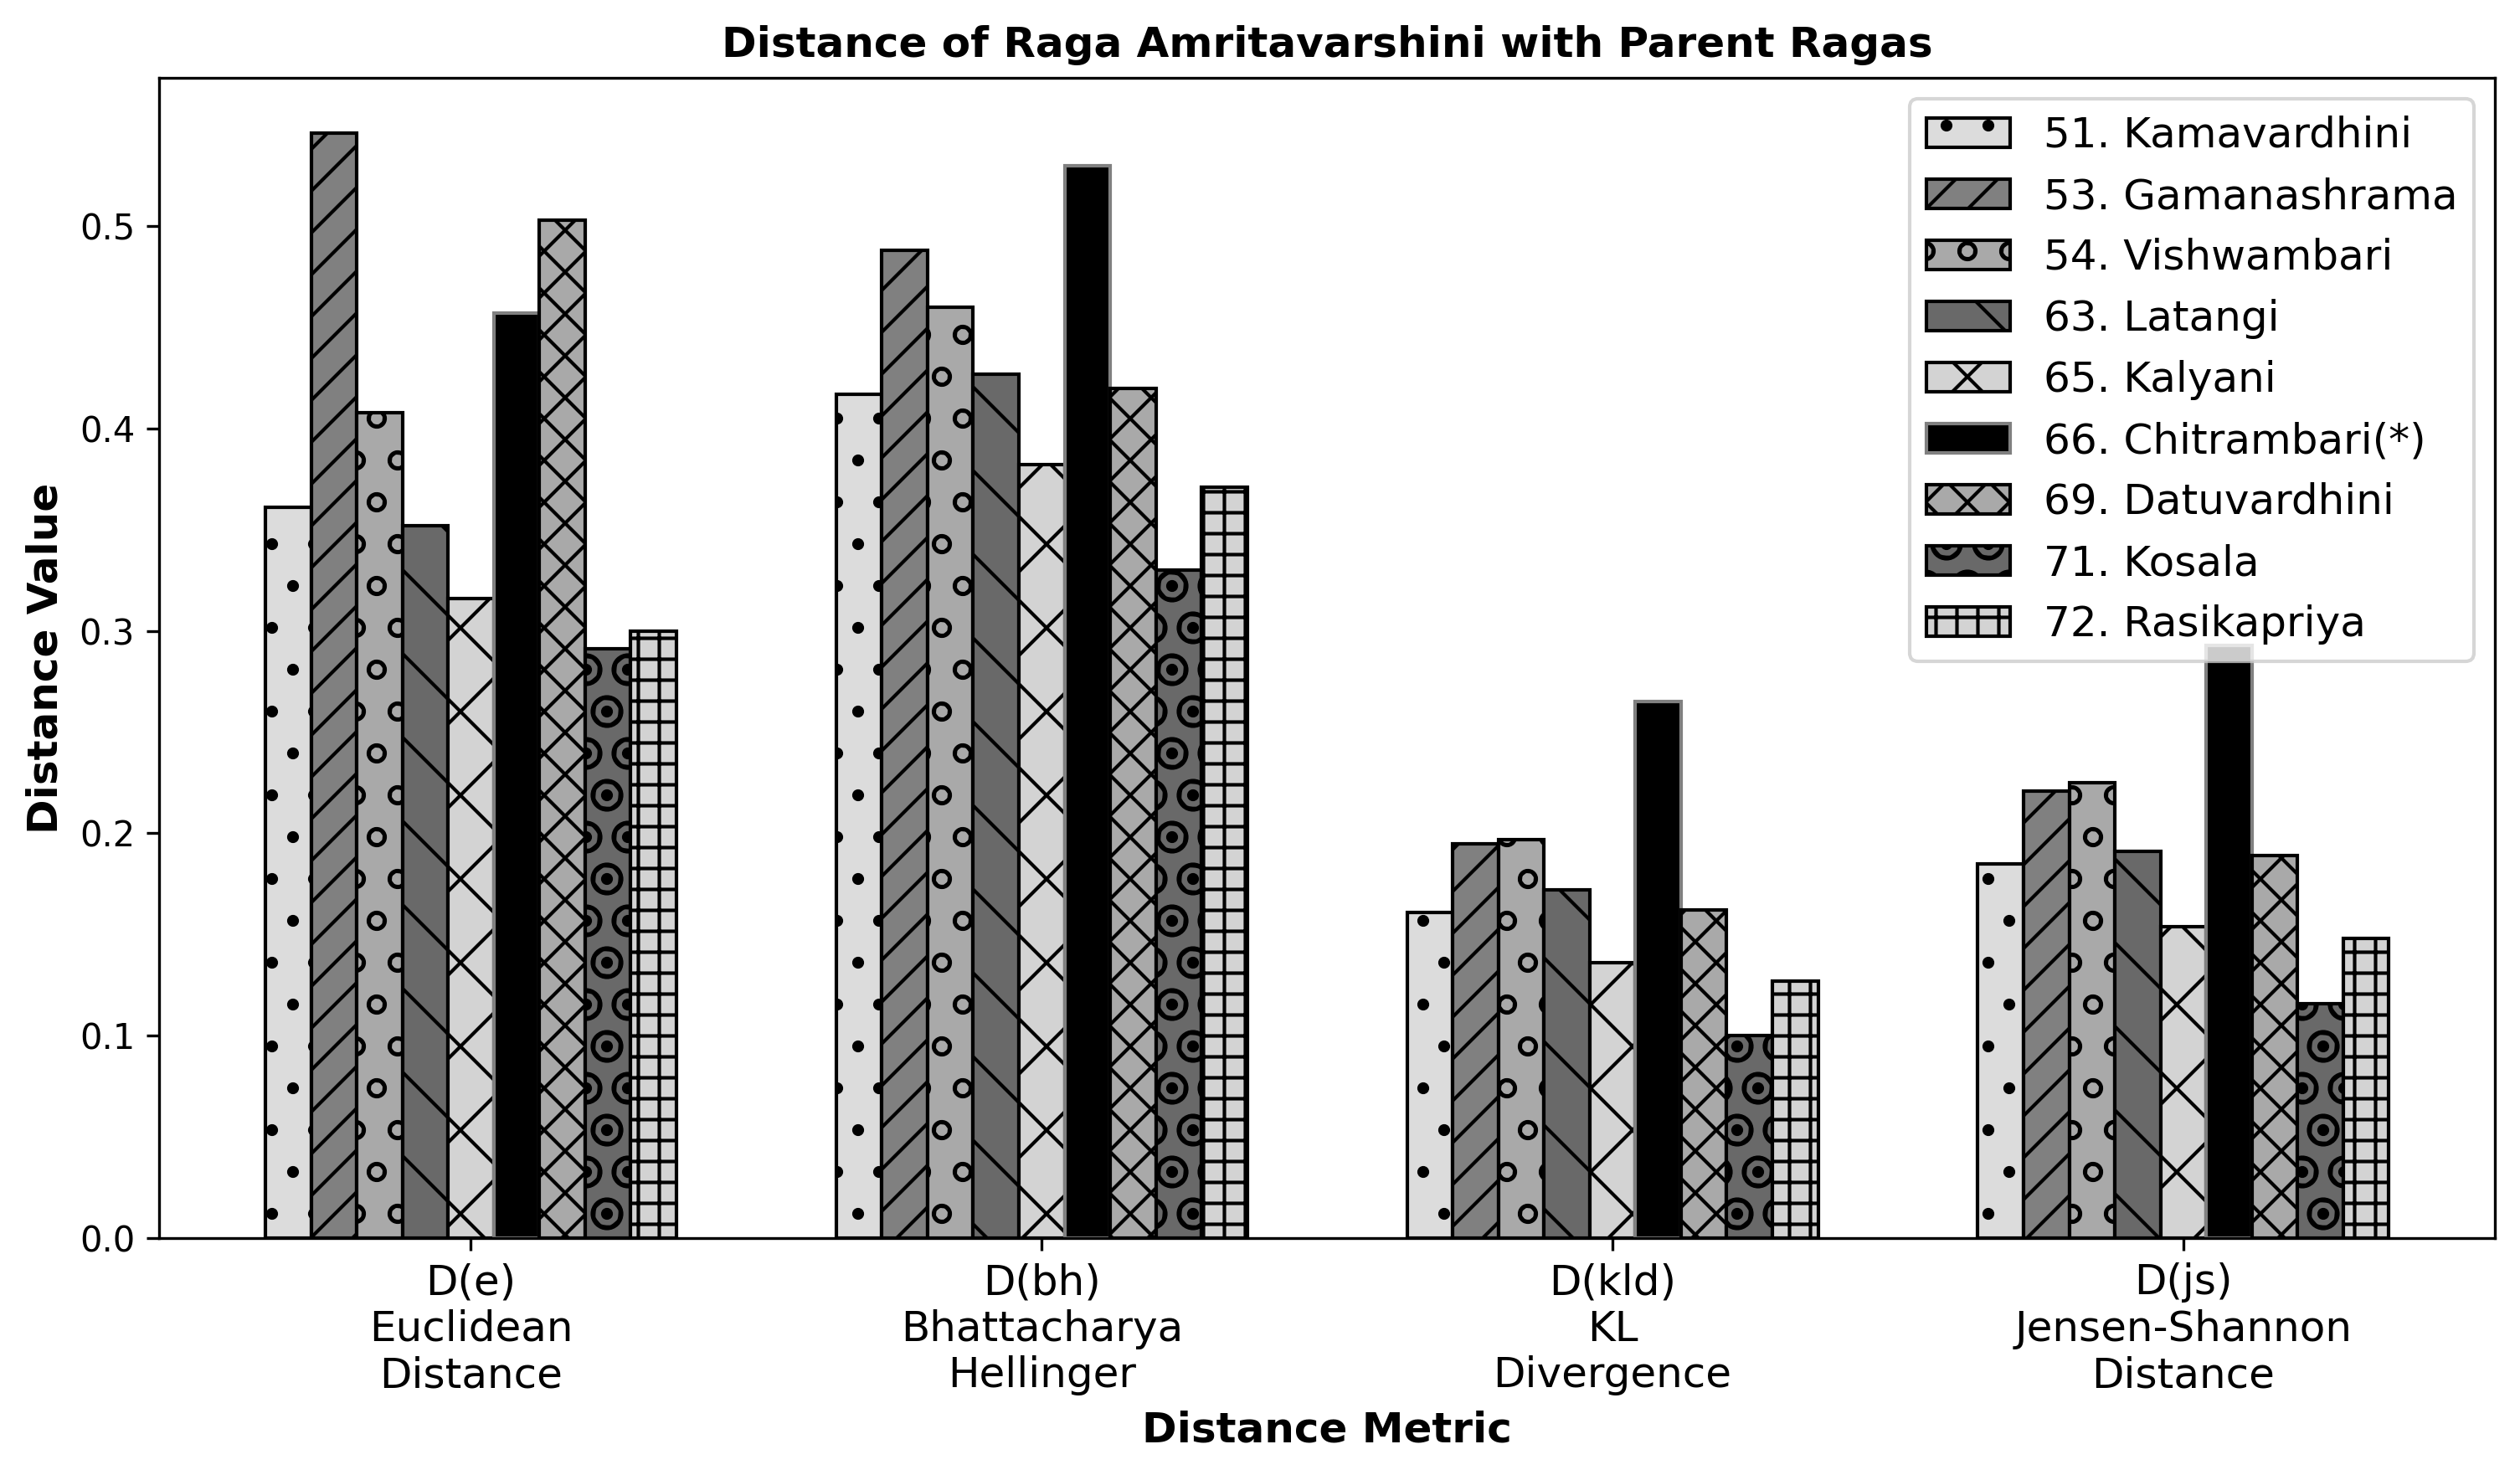 Distance of Raga Amritavarshini with Parent Ragas
51. Kamavardhini
53. Gamanashrama
54. Vishwambari
63. Latangi
65. Kalyani
66. Chitrambari(*)
69. Datuvardhini
71. Kosala
72. Rasikapriya
Distance Value
0.5
0.4
0.3
0.2
0.1
0.0
D(e)
Euclidean
Distance
D(bh)
Bhattacharya
Hellinger
D(kld)
KL
Divergence
D(js)
Jensen-Shannon
Distance
Distance Metric